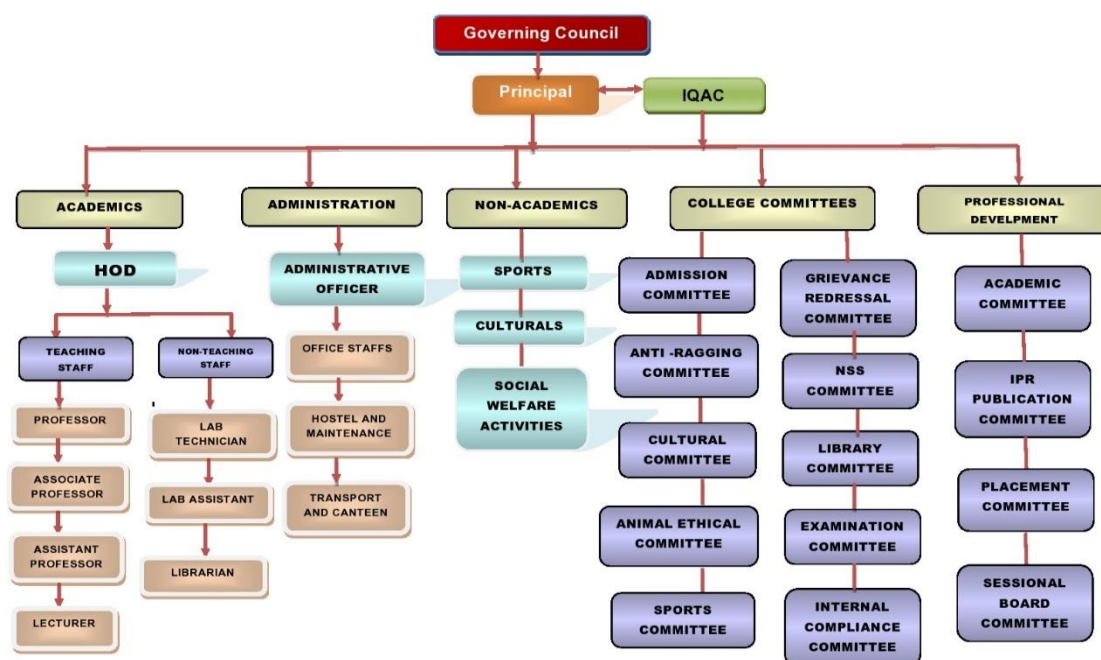 Governing Council
Principal
IQAC
ACADEMICS
ADMINISTRATION
NON-ACADEMICS
COLLEGE COMMITTEES
PROFESSIONAL
DEVELPMENT
HOD
TEACHING
STAFF
NON-TEACHING
STAFF
PROFESSOR
ASSOCIATE
PROFESSOR
ASSISTANT
PROFESSOR
LECTURER
LAB
TECHNICIAN
LAB ASSISTANT
LIBRARIAN
ADMINISTRATIVE
OFFICER
OFFICE STAFFS
HOSTEL AND
MAINTENANCE
TRANSPORT
AND CANTEEN
SPORTS
CULTURALS
SOCIAL
WELFARE
ACTIVITIES
ADMISSION
COMMITTEE
ANTI -RAGGING
COMMITTEE
CULTURAL
COMMITTEE
ANIMAL ETHICAL
COMMITTEE
SPORTS
COMMITTEE
GRIEVANCE
REDRESSAL
COMMITTEE
NSS
COMMITTEE
LIBRARY
COMMITTEE
EXAMINATION
COMMITTEE
INTERNAL
COMPLIANCE
COMMITTEE
ACADEMIC
COMMITTEE
IPR
PUBLICATION
COMMITTEE
PLACEMENT
COMMITTEE
SESSIONAL
BOARD
COMMITTEE